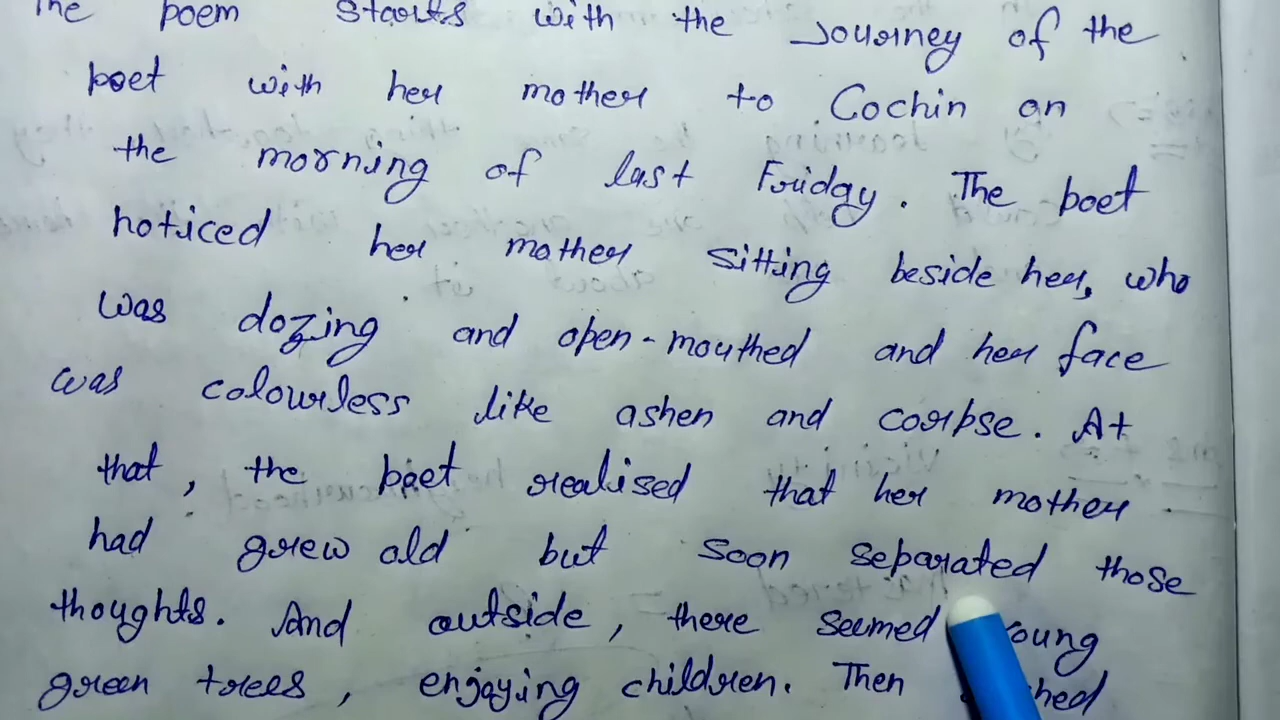 The poem starts with the Journey of the
poet with her mother to Cochin on
the morning of last Friday. The poet
noticed her mother sitting beside her, who
was dozing and open-mouthed and her face
was colourless like ashen and corpse. At
that, the poet realised that her mother
had grew old but soon separated those
thoughts. And outside, there seemed young
green trees, enjoying children. Then